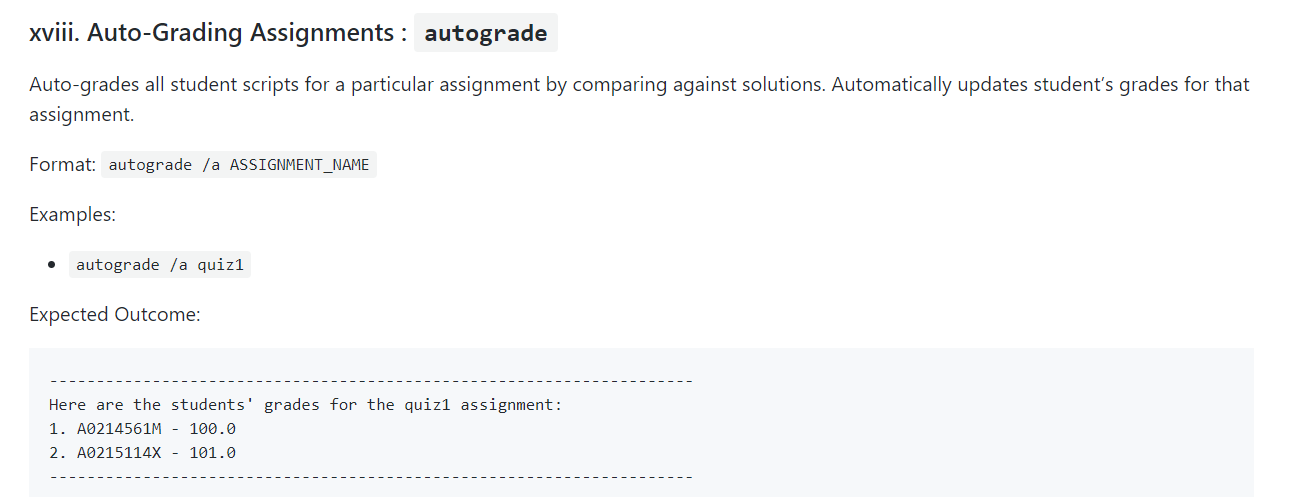 xviii. Auto-Grading Assignments : autograde
Auto-grades all student scripts for a particular assignment by comparing against solutions. Automatically updates student’s grades for that
assignment.
Format: autograde /a ASSIGNMENT_NAME
Examples:
• autograde /a quiz1
Expected Outcome:
---------------------------------------------------------------------
Here are the students' grades for the quiz1 assignment:
1. A0214561M - 100.0
2. A0215114X - 101.0
---------------------------------------------------------------------